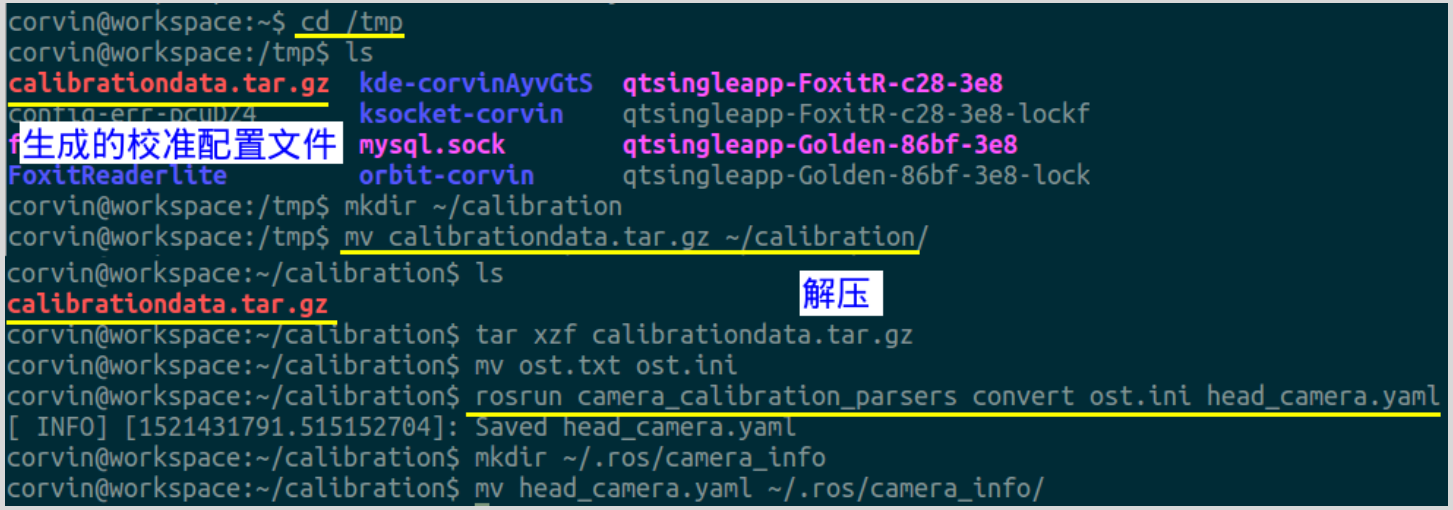 corvin@workspace:~$ cd /tmp
corvin@workspace:/tmp$ ls
calibrationdata.tar.gz kde-corvinAyvGtS qtsingleapp-FoxitR-c28-3e8
config-err-pcuDZ4 ksocket-corvin qtsingleapp-FoxitR-c28-3e8-lockf
生成的校准配置文件 mysql.sock qtsingleapp-Golden-86bf-3e8
FoxitReaderlite orbit-corvin qtsingleapp-Golden-86bf-3e8-lock
corvin@workspace:/tmp$ mkdir ~/calibration
corvin@workspace:/tmp$ mv calibrationdata.tar.gz ~/calibration/
corvin@workspace:~/calibration$ ls
解压
calibrationdata.tar.gz
corvin@workspace:~/calibration$ tar xzf calibrationdata.tar.gz
corvin@workspace:~/calibration$ mv ost.txt ost.ini
corvin@workspace:~/calibration$ rosrun camera_calibration_parsers convert ost.ini head_camera.yaml
[ INFO] [1521431791.515152704]: Saved head_camera.yaml
corvin@workspace:~/calibration$ mkdir ~/.ros/camera_info
corvin@workspace:~/calibration$ mv head_camera.yaml ~/.ros/camera_info/